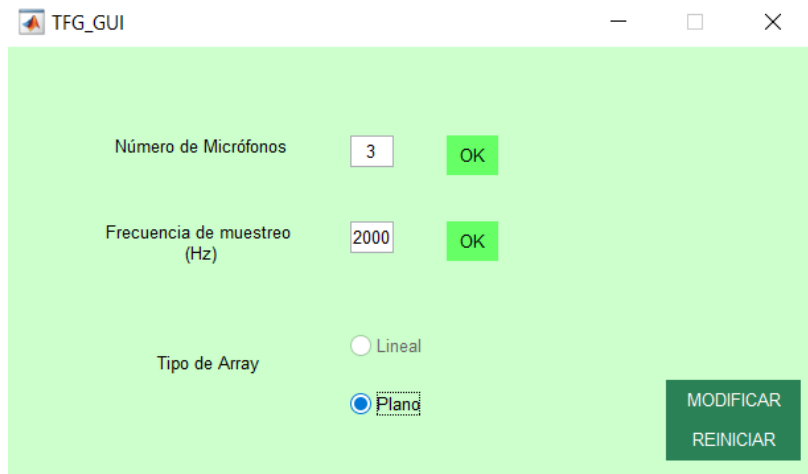 TFG_GUI
Número de Micrófonos
3
OK
Frecuencia de muestreo
(Hz)
2000
OK
Tipo de Array
Lineal
Plano
MODIFICAR
REINICIAR